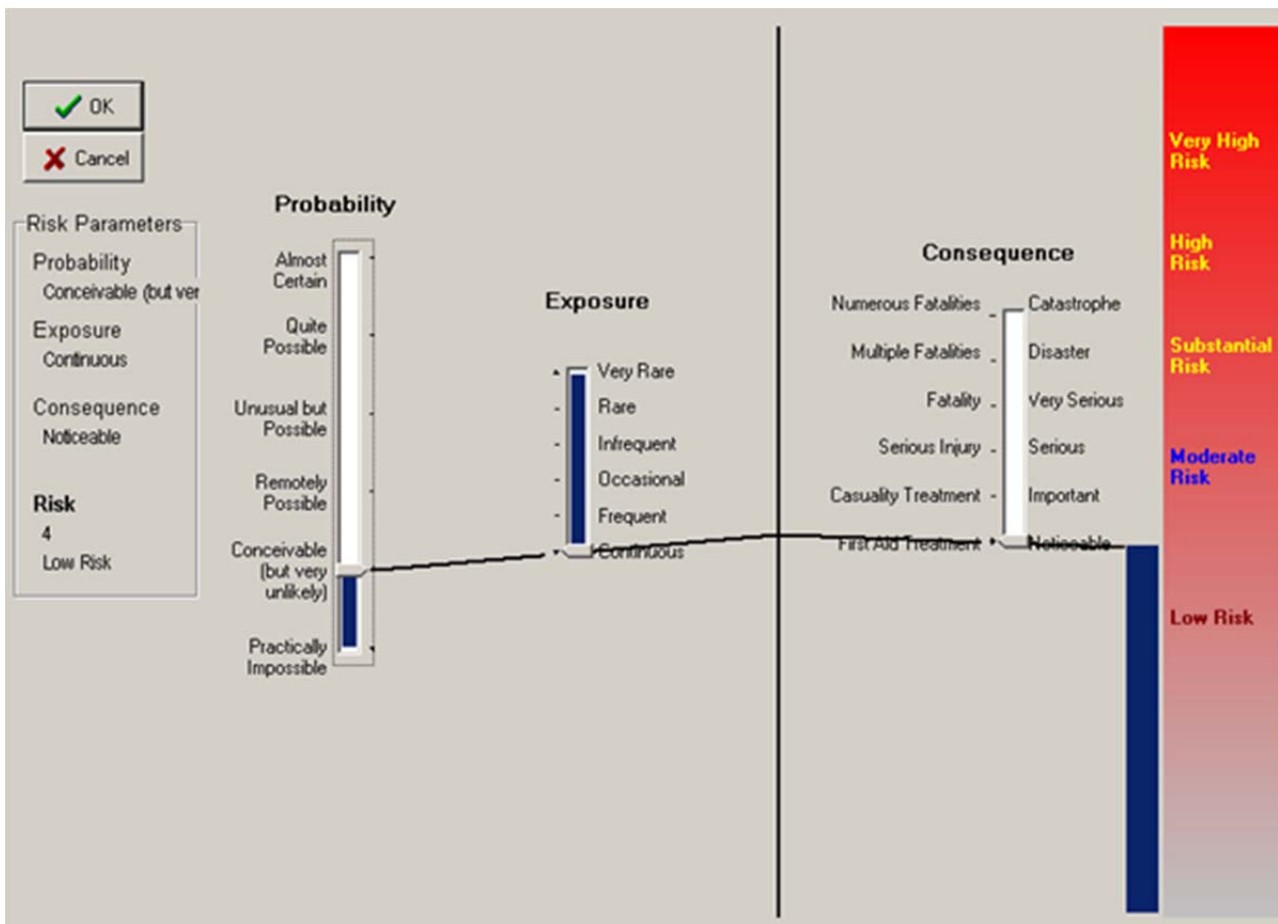 OK
Cancel
Risk Parameters
Probability
Conceivable (but ver
Exposure
Continuous
Consequence
Noticeable
Risk
4
Low Risk
Probability
Almost
Certain
Quite
Possible
Unusual but
Possible
Remotely
Possible
Conceivable
(but very
unlikely)
Practically
Impossible
Exposure
Very Rare
Rare
Infrequent
Occasional
Frequent
Continuous
Consequence
Numerous Fatalities
Catastrophe
Multiple Fatalities
Disaster
Fatality
Very Serious
Serious Injury
Serious
Casuality Treatment
Important
First Aid Treatment
Noticeable
Very High
Risk
High
Risk
Substantial
Risk
Moderate
Risk
Low Risk